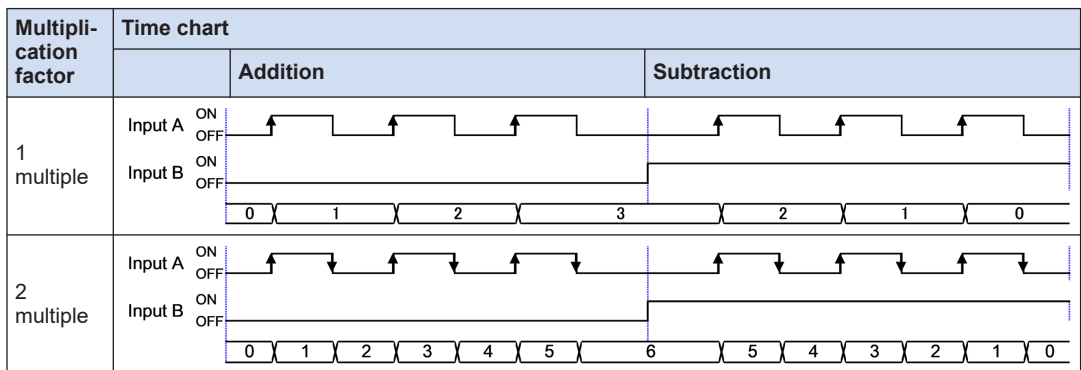 Multipli-
cation
factor
Time chart
Addition Subtraction
1
multiple
Input A ON
OFF
Input B ON
OFF
0 1 2 3 2 1 0
2
multiple
Input A ON
OFF
Input B ON
OFF
0 1 2 3 4 5 6 5 4 3 2 1 0